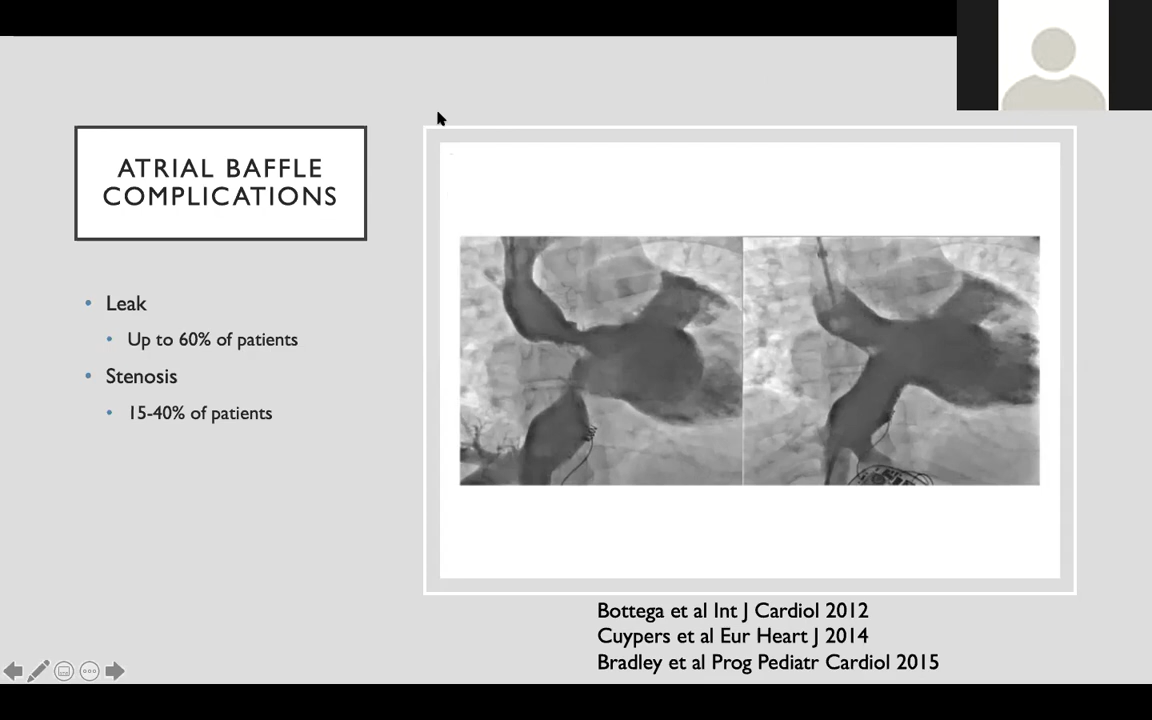 ATRIAL BAFFLE
COMPLICATIONS
• Leak
• Up to 60% of patients
• Stenosis
• 15-40% of patients
Bottega et al Int J Cardiol 2012
Cuypers et al Eur Heart J 2014
Bradley et al Prog Pediatr Cardiol 2015